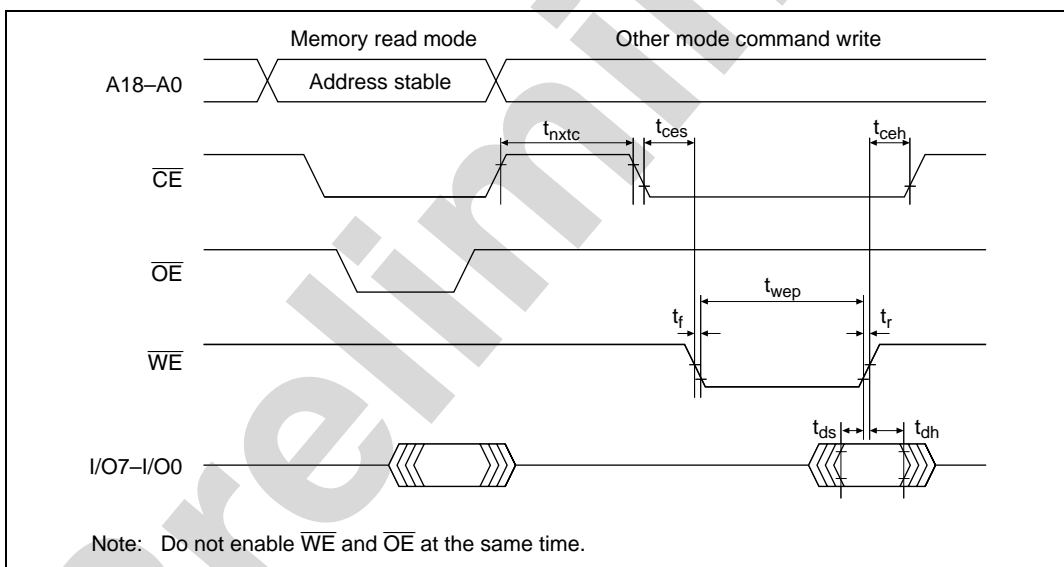 Memory read mode Other mode command write
A18–A0 Address stable
tnxtc tces tceh
CE
OE
twep
tf tr
WE
tds tdh
I/O7–I/O0
Note: Do not enable WE and OE at the same time.
Preliminary